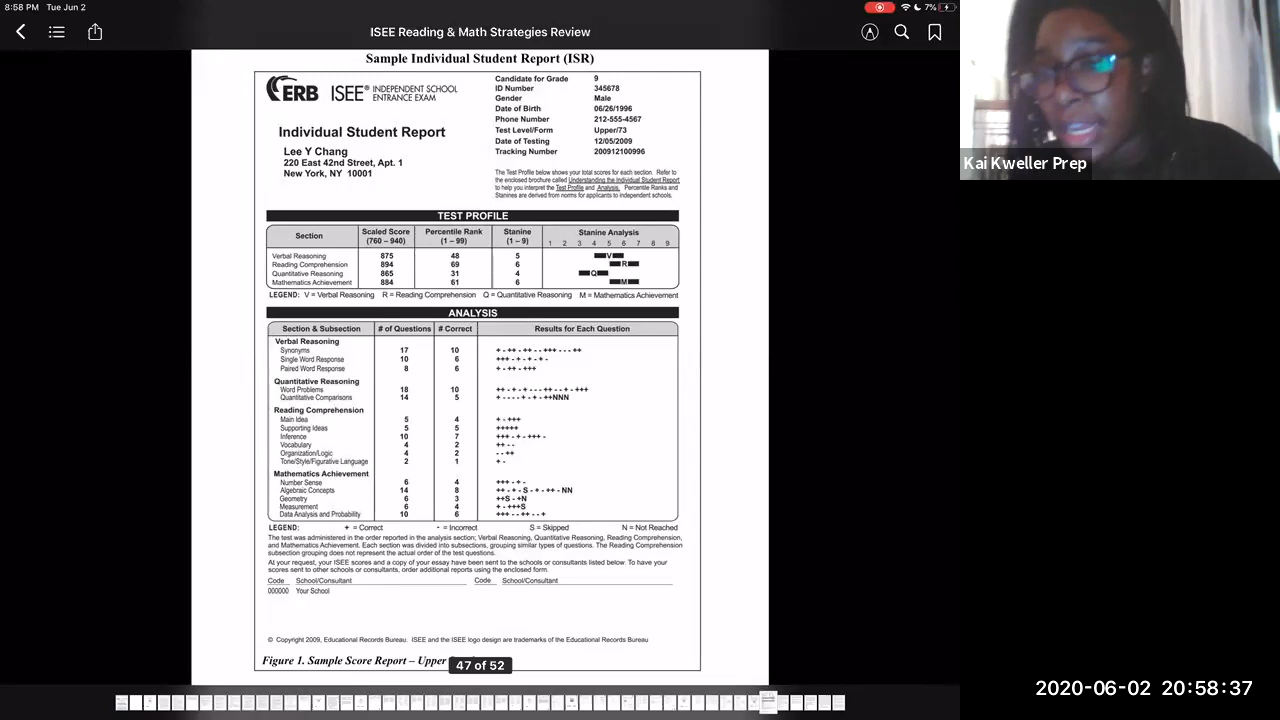 8:58 PM Tue Jun 2
7%
ISEE Reading & Math Strategies Review
Sample Individual Student Report (ISR)
ERB ISEE® INDEPENDENT SCHOOL ENTRANCE EXAM
Individual Student Report
Lee Y Chang
220 East 42nd Street, Apt. 1
New York, NY 10001
Candidate for Grade 9
ID Number 345678
Gender Male
Date of Birth 06/26/1996
Phone Number 212-555-4567
Test Level/Form Upper/73
Date of Testing 12/05/2009
Tracking Number 200912100996
The Test Profile below shows your total scores for each section. Refer to
the enclosed brochure called Understanding the Individual Student Report
to help you interpret the Test Profile and Analysis. Percentile Ranks and
Stanines are derived from norms for applicants to independent schools.
TEST PROFILE
Section Scaled Score (760 – 940) Percentile Rank (1 – 99) Stanine (1 – 9) Stanine Analysis
1 2 3 4 5 6 7 8 9
Verbal Reasoning 875 48 5 V
Reading Comprehension 894 69 6 R
Quantitative Reasoning 865 31 4 Q
Mathematics Achievement 884 61 6 M
LEGEND: V = Verbal Reasoning R = Reading Comprehension Q = Quantitative Reasoning M = Mathematics Achievement
ANALYSIS
Section & Subsection # of Questions # Correct Results for Each Question
Verbal Reasoning
Synonyms 17 10 + - ++ - ++ - - +++ - - - ++
Single Word Response 10 6 +++ - + - + - + -
Paired Word Response 8 6 + - ++ - +++
Quantitative Reasoning
Word Problems 18 10 ++ - + - + - - - ++ - - + - +++
Quantitative Comparisons 14 5 + - - - - + - + - ++NNN
Reading Comprehension
Main Idea 5 4 + - +++
Supporting Ideas 5 5 +++++
Inference 10 7 +++ - + - +++ -
Vocabulary 4 2 ++ - -
Organization/Logic 4 2 - - ++
Tone/Style/Figurative Language 2 1 + -
Mathematics Achievement
Number Sense 6 4 +++ - + -
Algebraic Concepts 14 8 ++ - + - S - + - ++ - NN
Geometry 6 3 ++S - +N
Measurement 6 4 + - +++S
Data Analysis and Probability 10 6 +++ - - ++ - - +
LEGEND: + = Correct - = Incorrect S = Skipped N = Not Reached
The test was administered in the order reported in the analysis section; Verbal Reasoning, Quantitative Reasoning, Reading Comprehension,
and Mathematics Achievement. Each section was divided into subsections, grouping similar types of questions. The Reading Comprehension
subsection grouping does not represent the actual order of the test questions.
At your request, your ISEE scores and a copy of your essay have been sent to the schools or consultants listed below. To have your
scores sent to other schools or consultants, order additional reports using the enclosed form.
Code School/Consultant Code School/Consultant
000000 Your School
© Copyright 2009, Educational Records Bureau. ISEE and the ISEE logo design are trademarks of the Educational Records Bureau
Figure 1. Sample Score Report – Upper
47 of 52
Kai Kweller Prep
2020-06-02 20:58:37